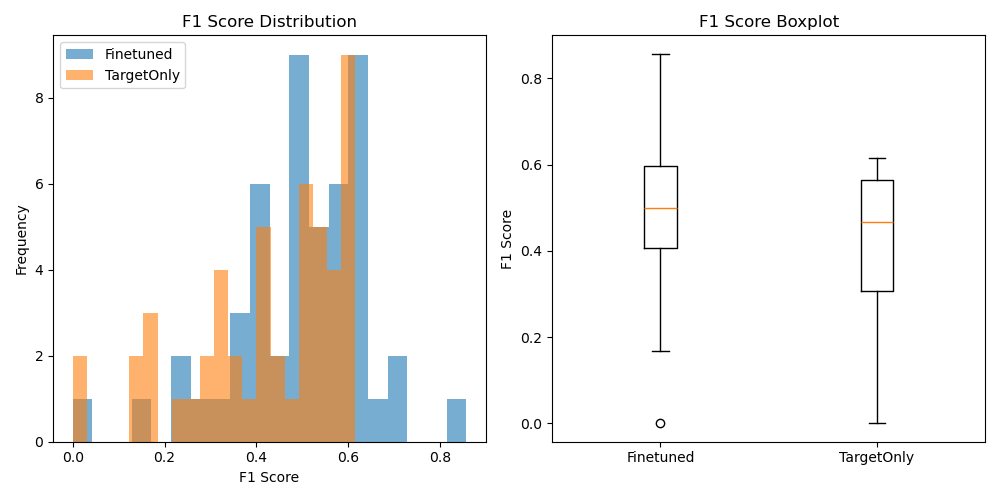 F1 Score Distribution
Finetuned
TargetOnly
Frequency
8
6
4
2
0
0.0 0.2 0.4 0.6 0.8
F1 Score
F1 Score Boxplot
F1 Score
0.8
0.6
0.4
0.2
0.0
Finetuned TargetOnly